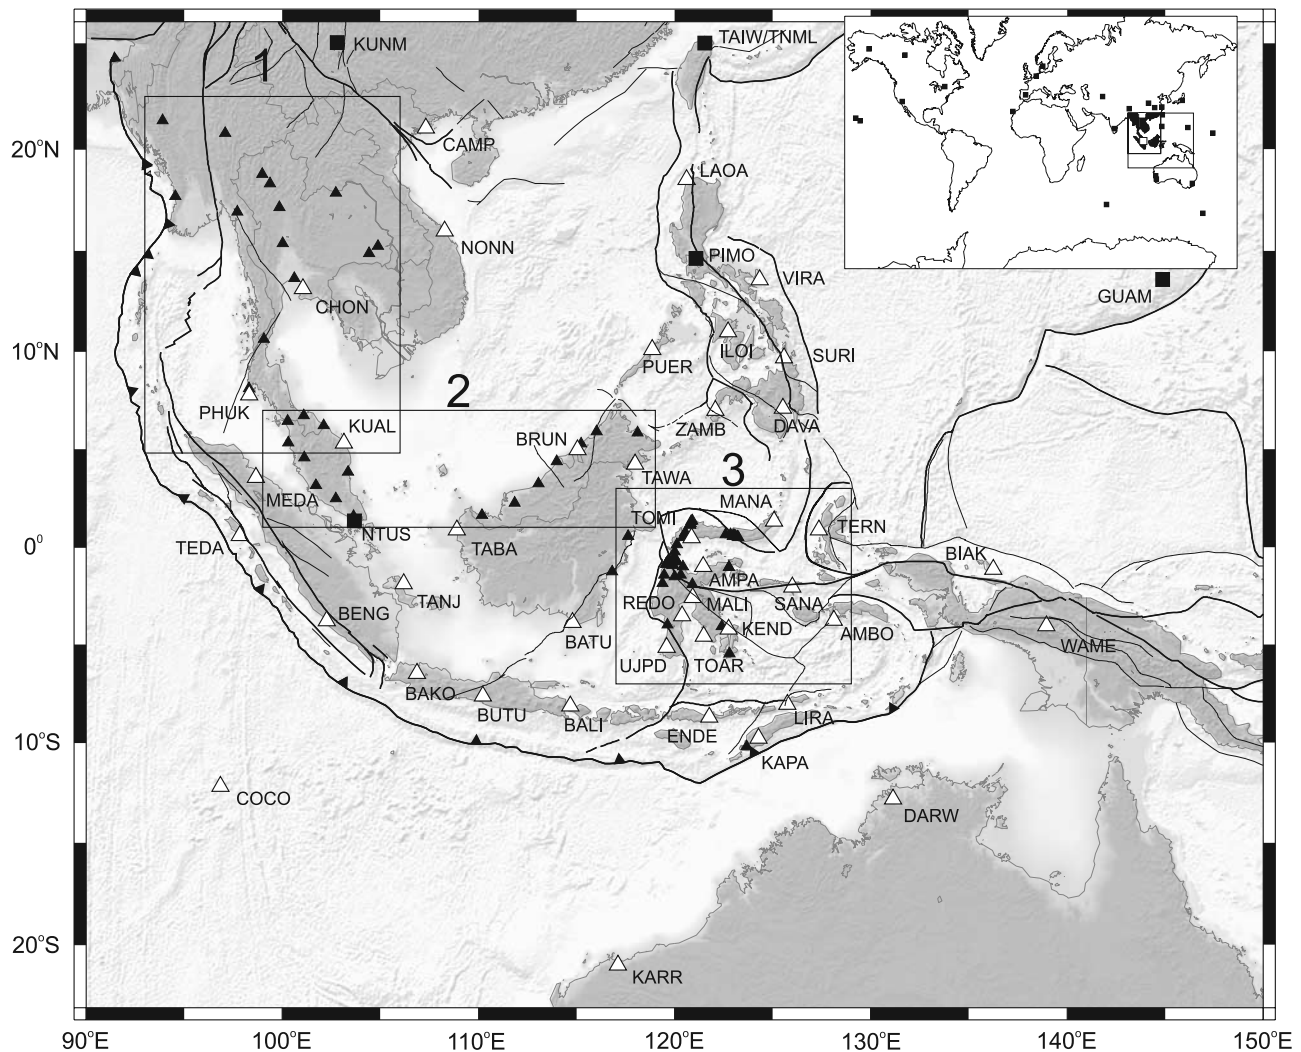 KUNM
TAIW/TNML
1
CAMP
20°N
LAOA
NONN
PIMO
VIRA
GUAM
CHON
10°N
ILOI
SURI
PUER
2
PHUK
KUAL
ZAMB
DAVA
BRUN
3
TAWA
MEDA
MANA
TOMI
NTUS
TERN
TEDA
TABA
0°
BIAK
AMPA
TANJ
REDO
MALI
SANA
BENG
KEND
AMBO
BATU
WAME
UJPD
TOAR
BAKO
BUTU
BALI
LIRA
ENDE
10°S
KAPA
COCO
DARW
20°S
KARR
90°E
100°E
110°E
120°E
130°E
140°E
150°E